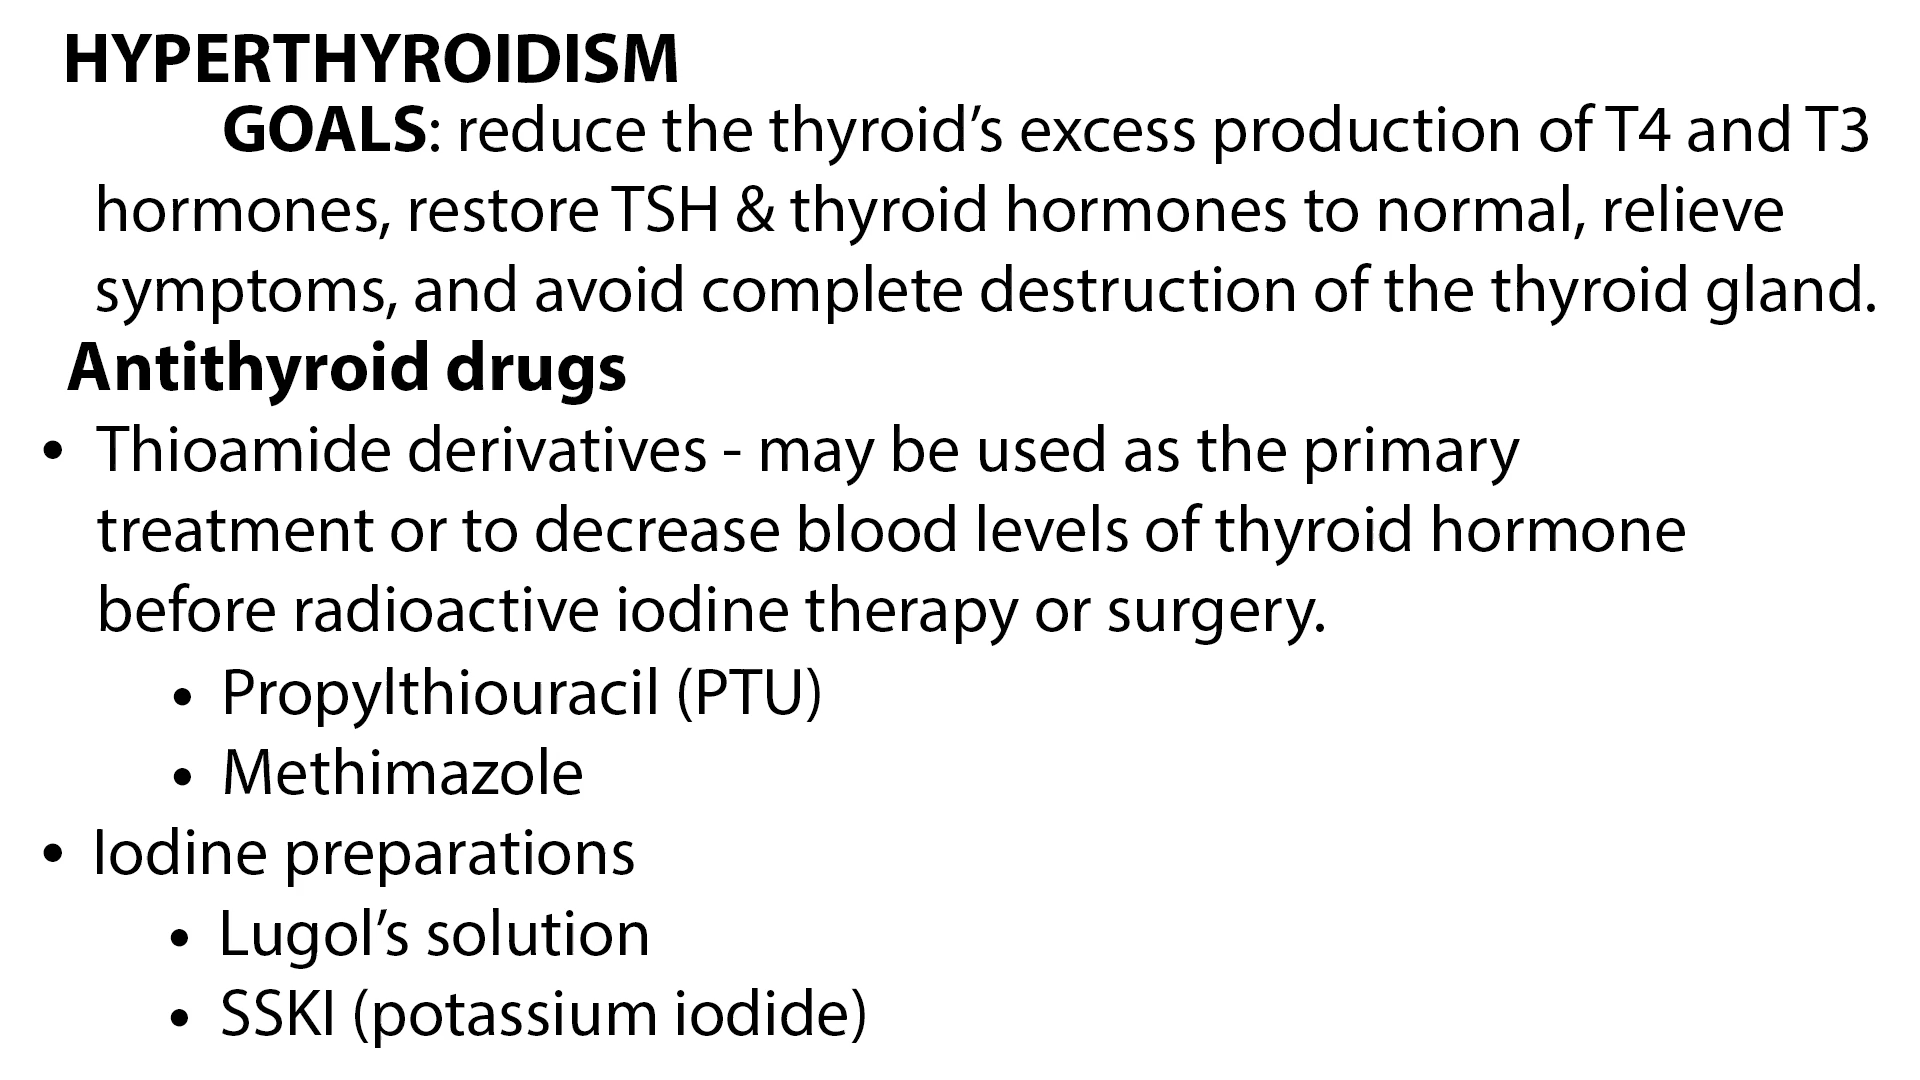 HYPERTHYROIDISM
GOALS: reduce the thyroid’s excess production of T4 and T3
hormones, restore TSH & thyroid hormones to normal, relieve
symptoms, and avoid complete destruction of the thyroid gland.
Antithyroid drugs
• Thioamide derivatives - may be used as the primary
treatment or to decrease blood levels of thyroid hormone
before radioactive iodine therapy or surgery.
• Propylthiouracil (PTU)
• Methimazole
• Iodine preparations
• Lugol’s solution
• SSKI (potassium iodide)